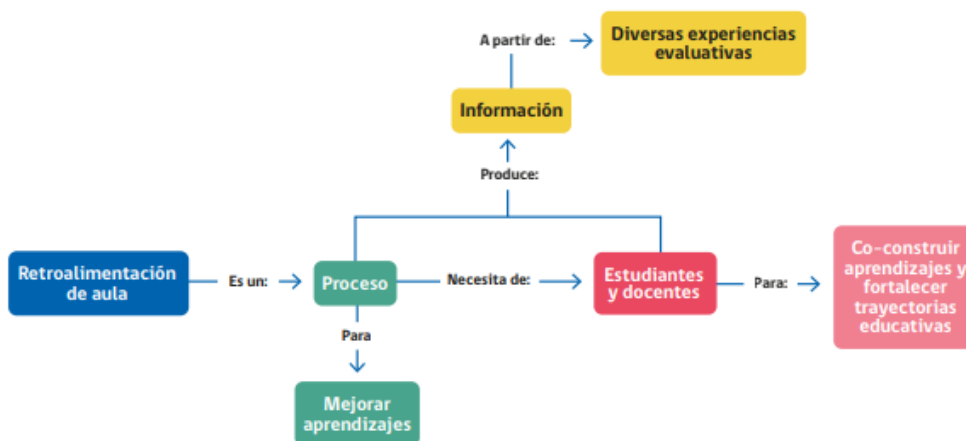 A partir de:
Diversas experiencias
evaluativas
Información
Produce:
Retroalimentación
de aula
Es un:
Proceso
Necesita de:
Estudiantes
y docentes
Para:
Co-construir
aprendizajes y
fortalecer
trayectorias
educativas
Para
Mejorar
aprendizajes